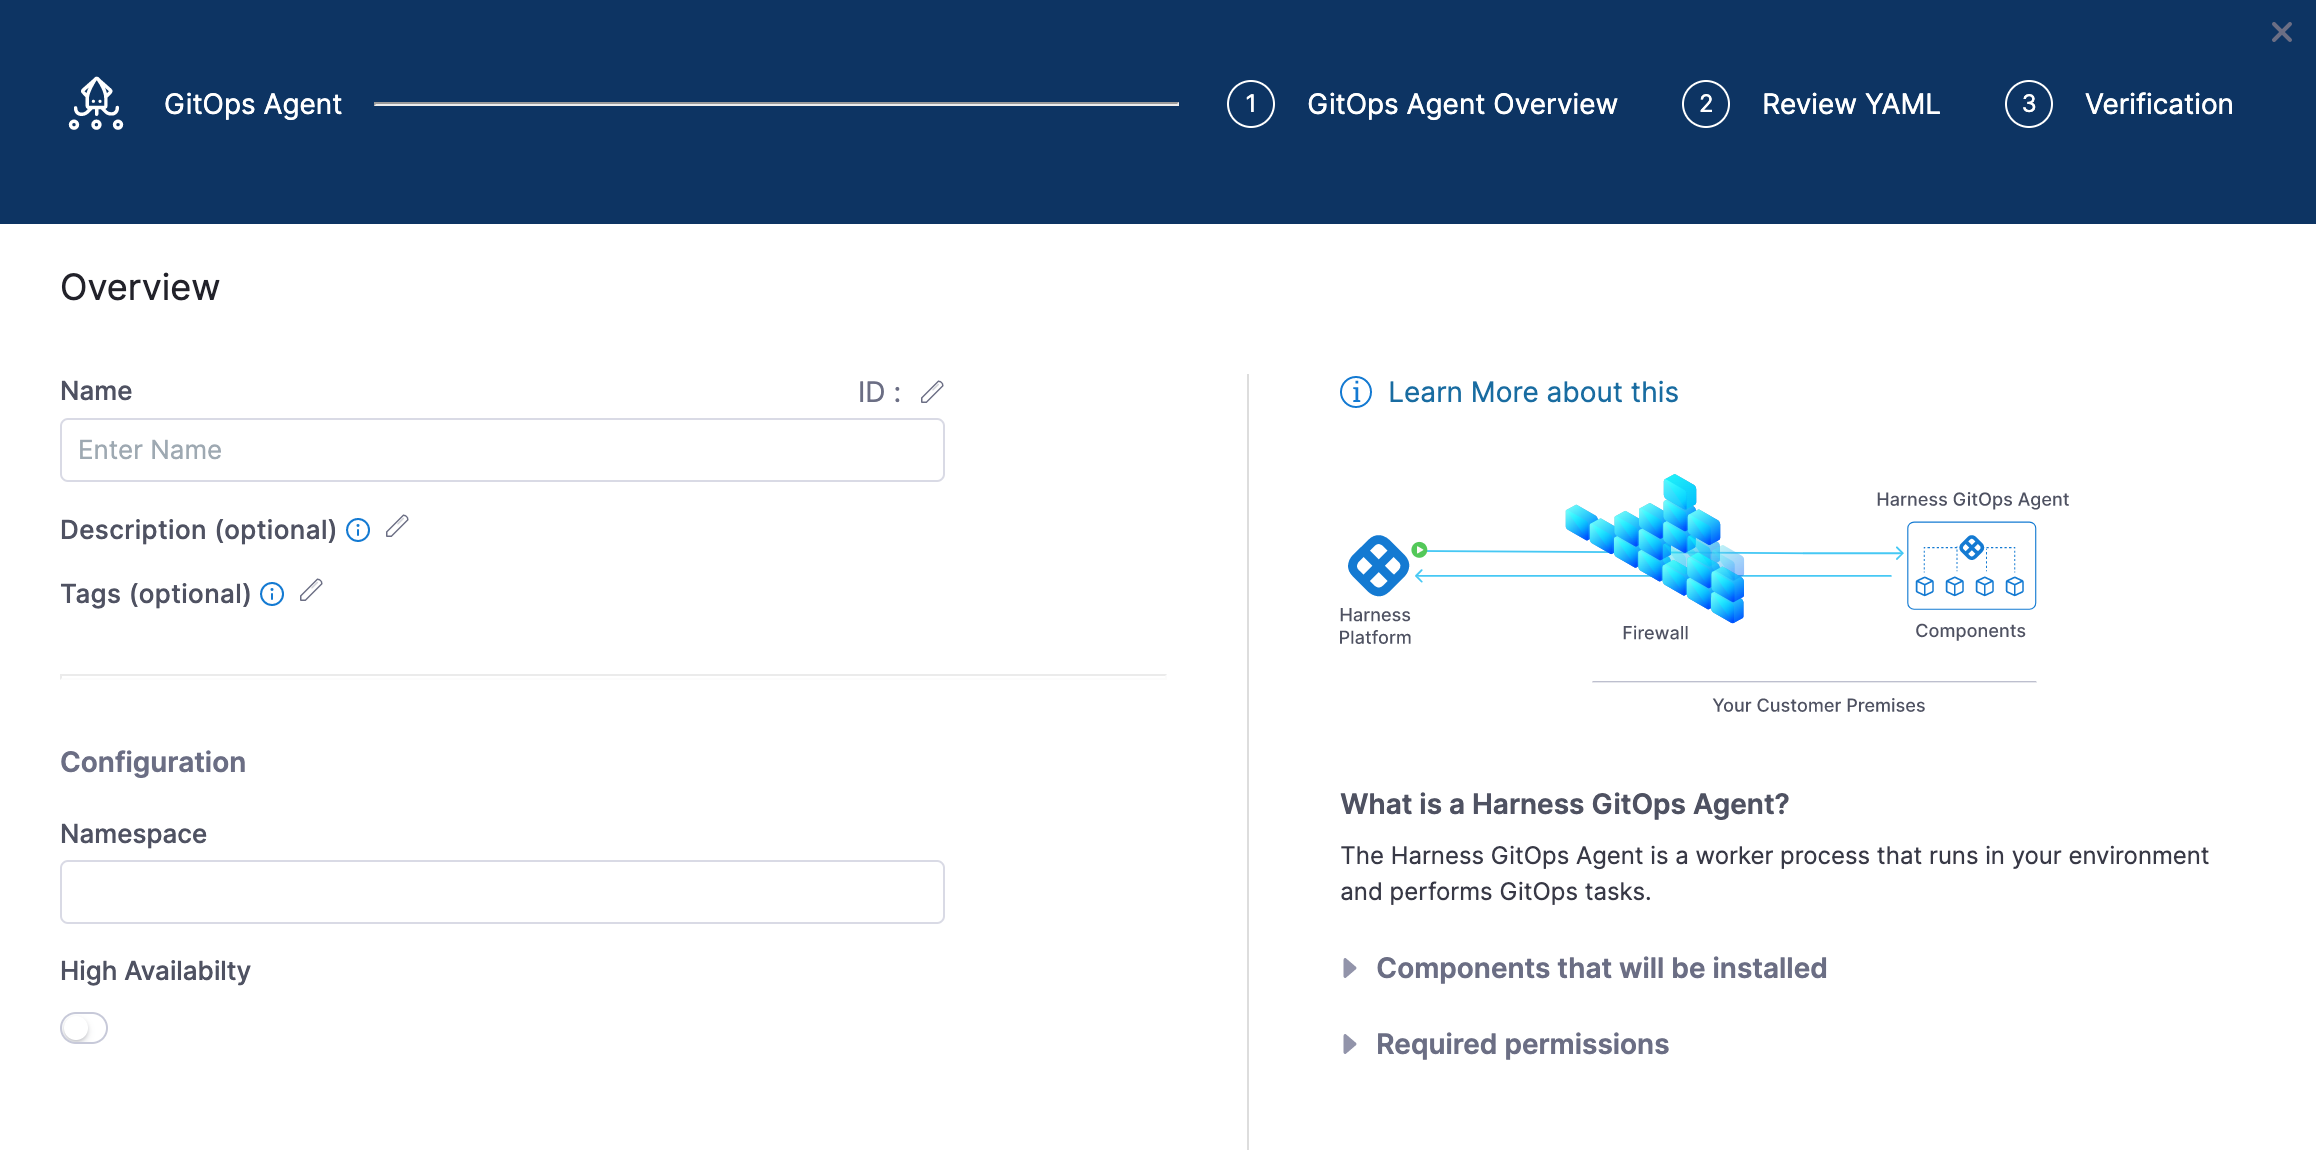 GitOps Agent
1 GitOps Agent Overview
2 Review YAML
3 Verification
Overview
Name
ID :
Enter Name
Description (optional)
Tags (optional)
Configuration
Namespace
High Availabilty
Learn More about this
Harness GitOps Agent
Harness
Platform
Firewall
Components
Your Customer Premises
What is a Harness GitOps Agent?
The Harness GitOps Agent is a worker process that runs in your environment
and performs GitOps tasks.
Components that will be installed
Required permissions